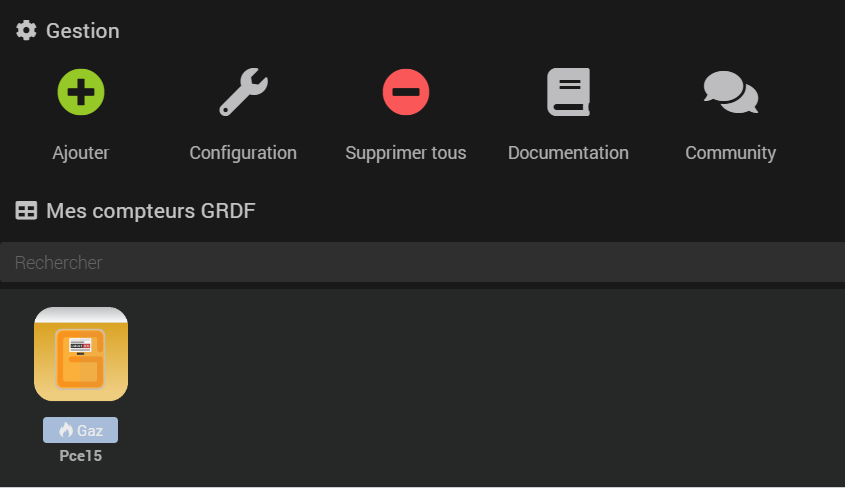 Gestion
Ajouter
Configuration
Supprimer tous
Documentation
Community
Mes compteurs GRDF
Rechercher
Gaz
Pce15